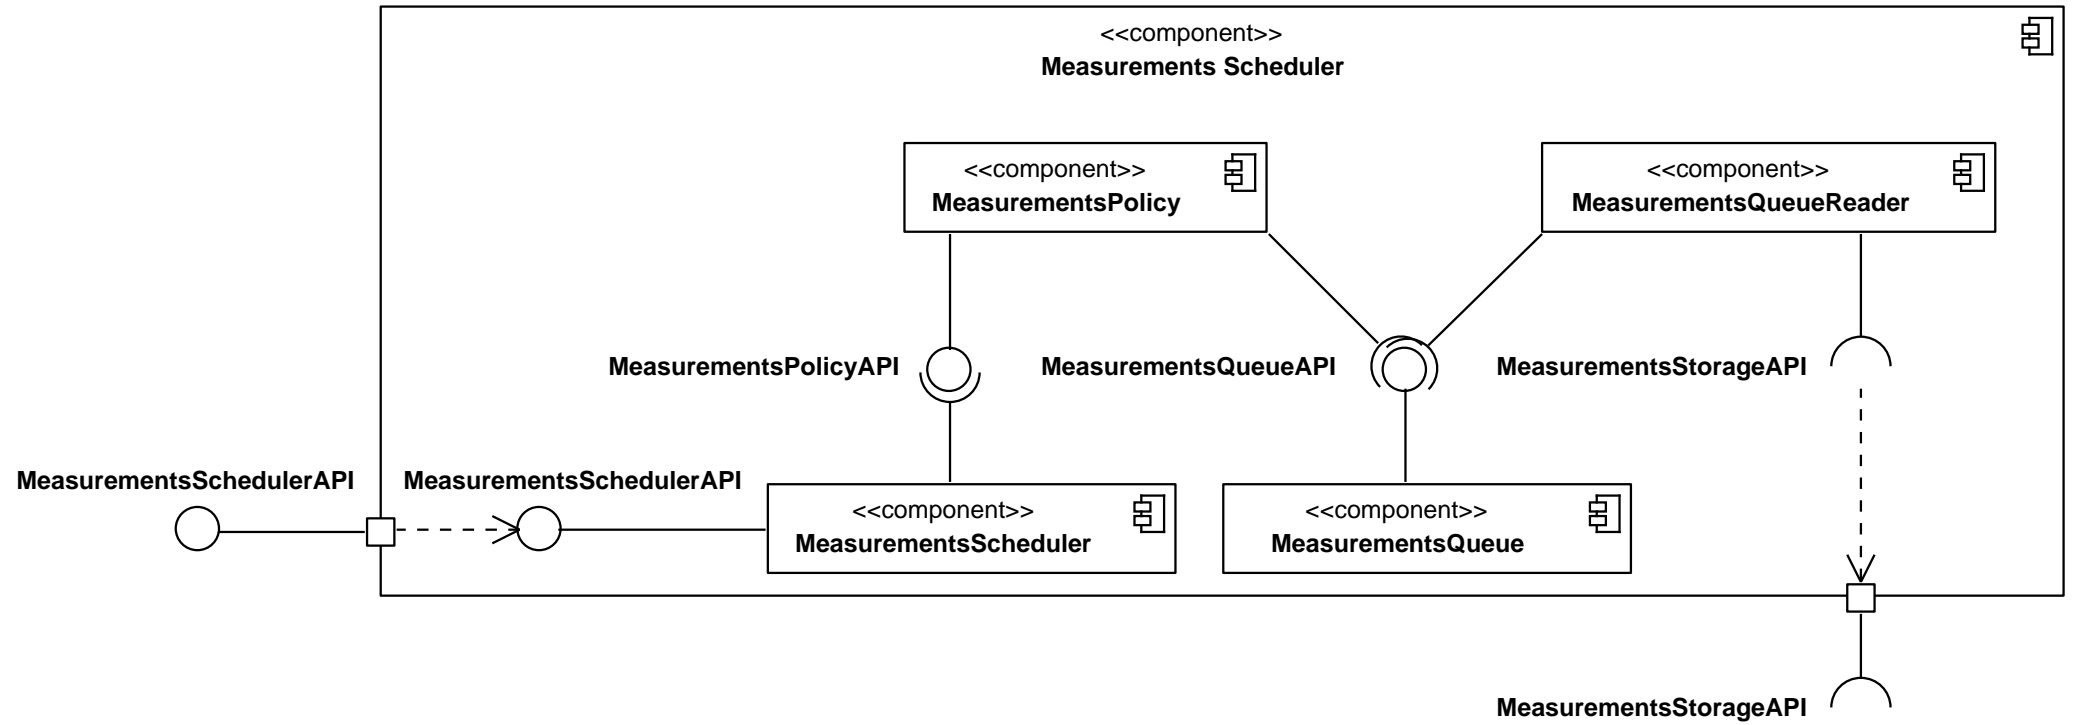 <<component>>
Measurements Scheduler
<<component>>
MeasurementsPolicy
<<component>>
MeasurementsQueueReader
MeasurementsPolicyAPI
MeasurementsQueueAPI
MeasurementsStorageAPI
MeasurementsSchedulerAPI
MeasurementsSchedulerAPI
<<component>>
MeasurementsScheduler
<<component>>
MeasurementsQueue
MeasurementsStorageAPI